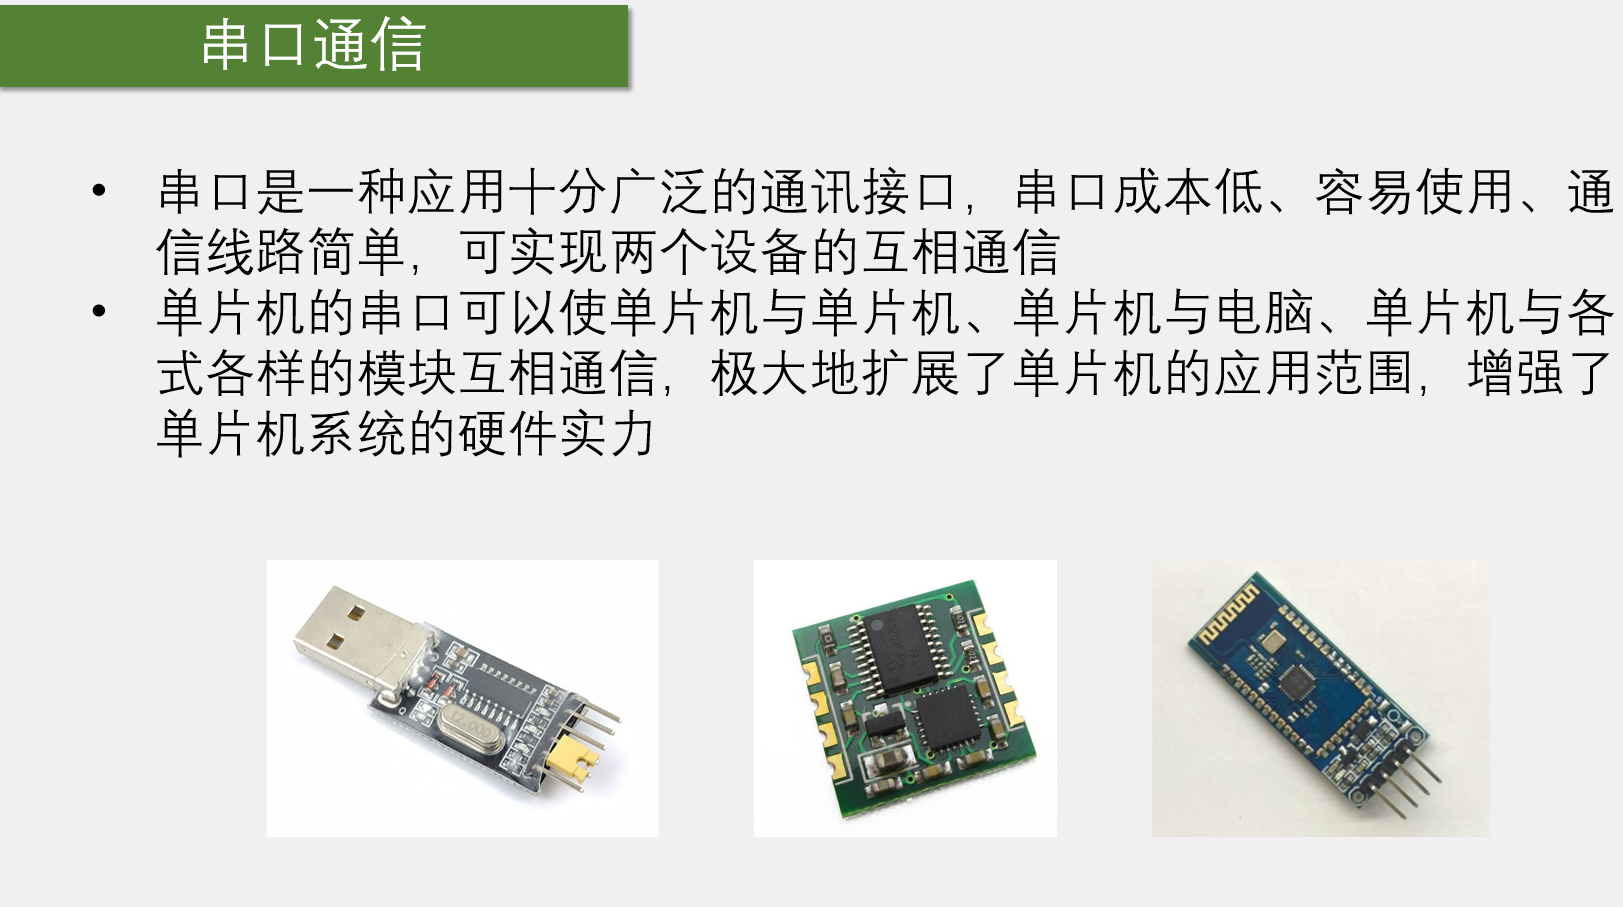 串口通信
• 串口是一种应用十分广泛的通讯接口，串口成本低、容易使用、通
信线路简单，可实现两个设备的互相通信
• 单片机的串口可以使单片机与单片机、单片机与电脑、单片机与各
式各样的模块互相通信，极大地扩展了单片机的应用范围，增强了
单片机系统的硬件实力
12.000